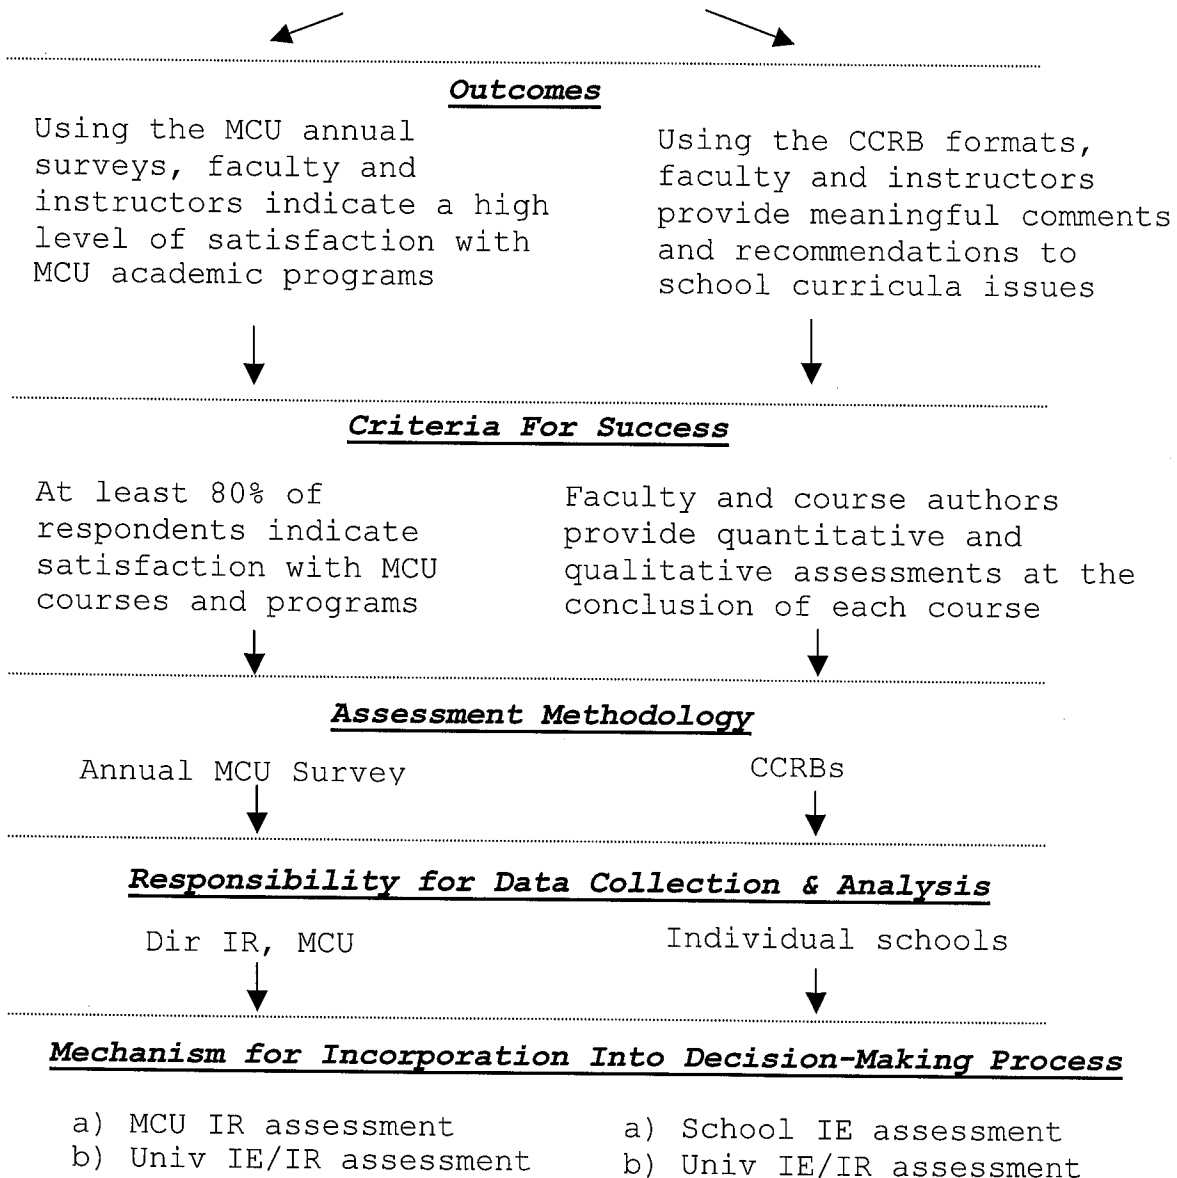 Outcomes
Using the MCU annual
surveys, faculty and
instructors indicate a high
level of satisfaction with
MCU academic programs
Using the CCRB formats,
faculty and instructors
provide meaningful comments
and recommendations to
school curricula issues
Criteria For Success
At least 80% of
respondents indicate
satisfaction with MCU
courses and programs
Faculty and course authors
provide quantitative and
qualitative assessments at the
conclusion of each course
Assessment Methodology
Annual MCU Survey
CCRBs
Responsibility for Data Collection & Analysis
Dir IR, MCU
Individual schools
Mechanism for Incorporation Into Decision-Making Process
a) MCU IR assessment
b) Univ IE/IR assessment
a) School IE assessment
b) Univ IE/IR assessment